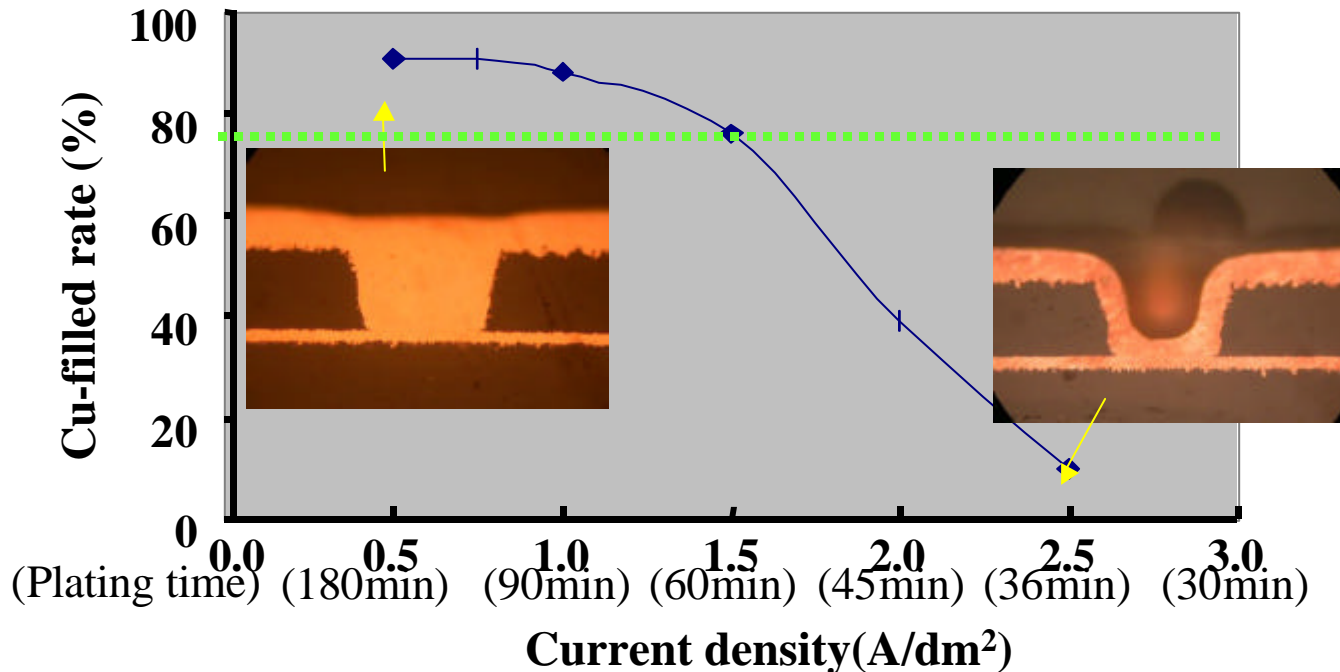 100
80
60
40
20
0
Cu-filled rate (%)
0.0 0.5 1.0 1.5 2.0 2.5 3.0
(Plating time) (180min) (90min) (60min) (45min) (36min) (30min)
Current density(A/dm²)